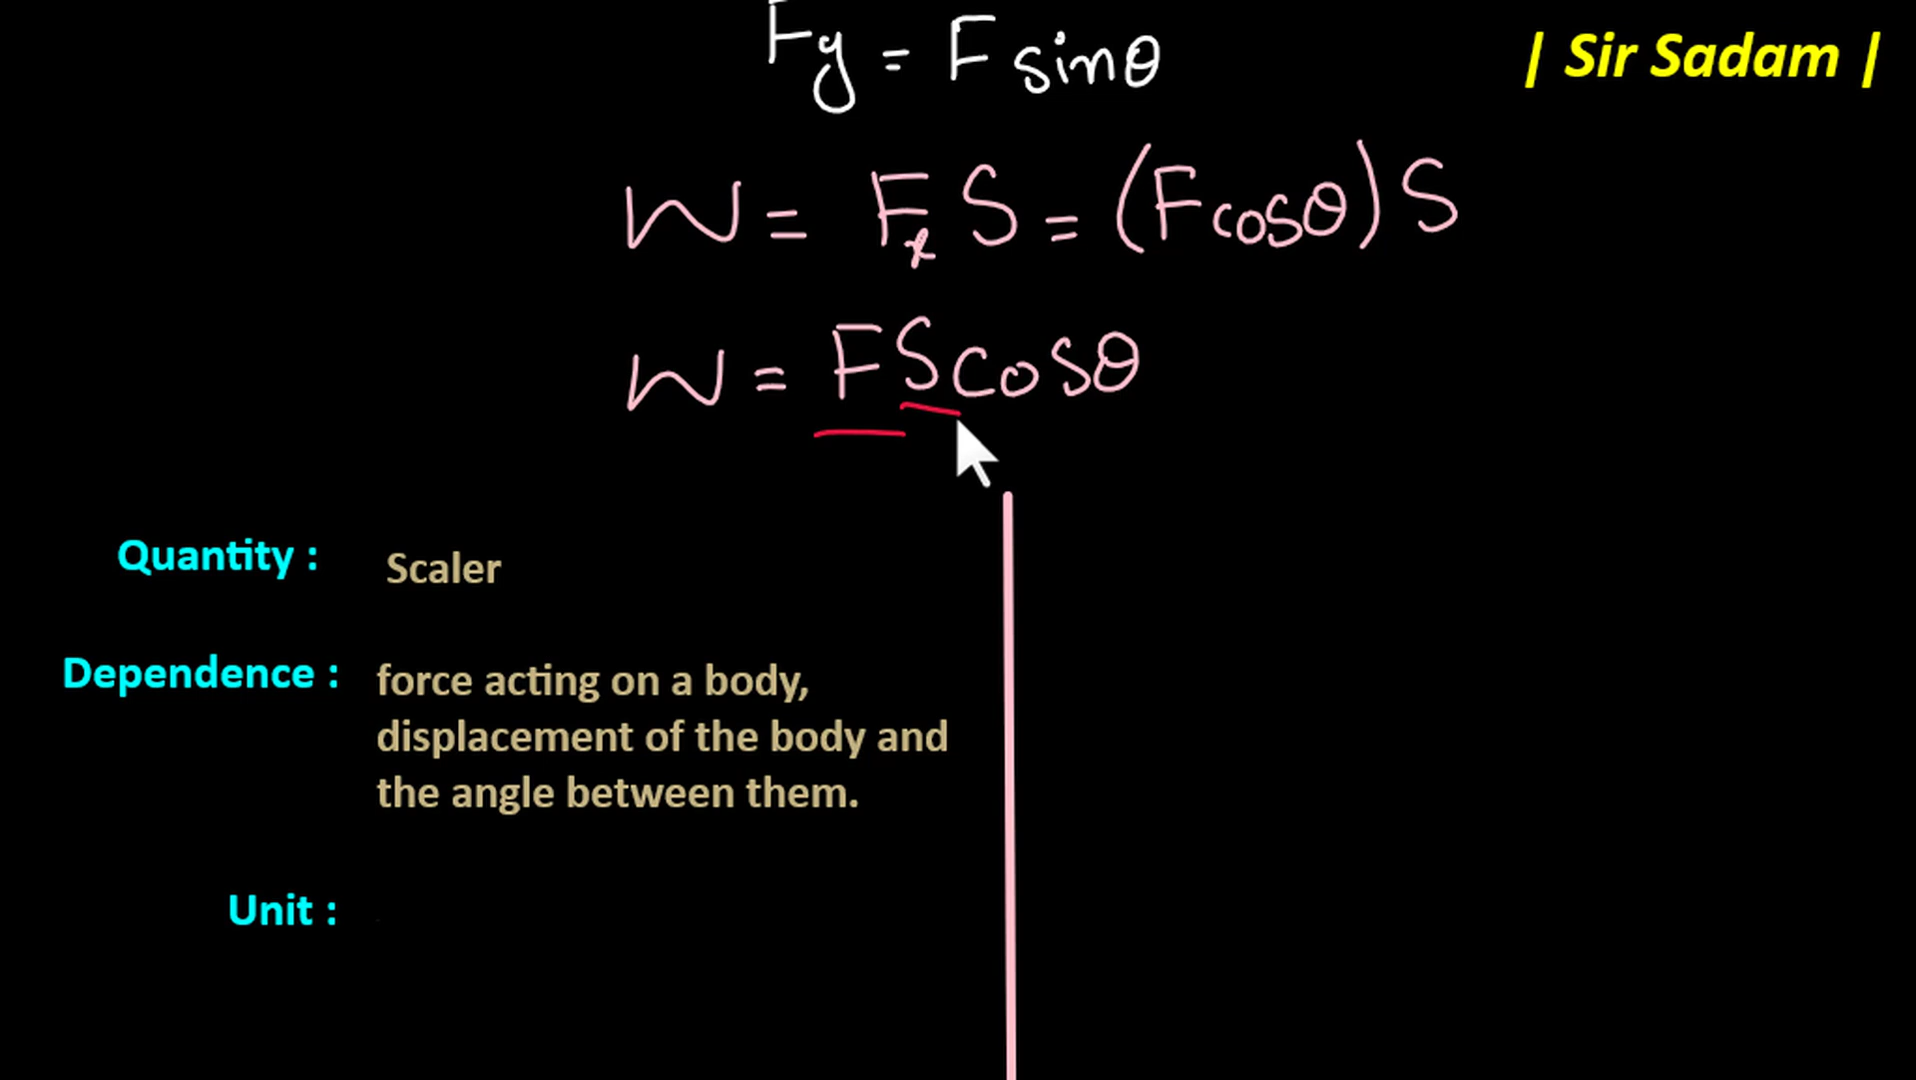 Fy = F sinθ
| Sir Sadam |
W = Fx S = (Fcosθ) S
W = FScosθ
Quantity : Scaler
Dependence : force acting on a body,
displacement of the body and
the angle between them.
Unit :